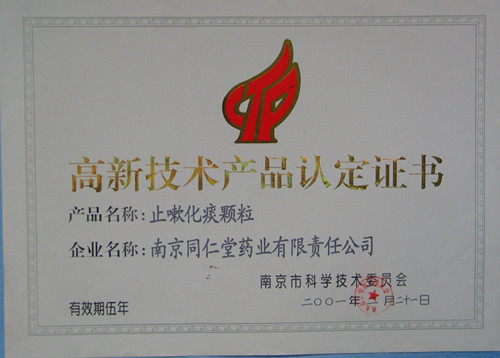 高新技术产品认定证书
产品名称：止嗽化痰颗粒
企业名称：南京同仁堂药业有限责任公司
南京市科学技术委员会
二〇〇一年 月二十一日
有效期伍年